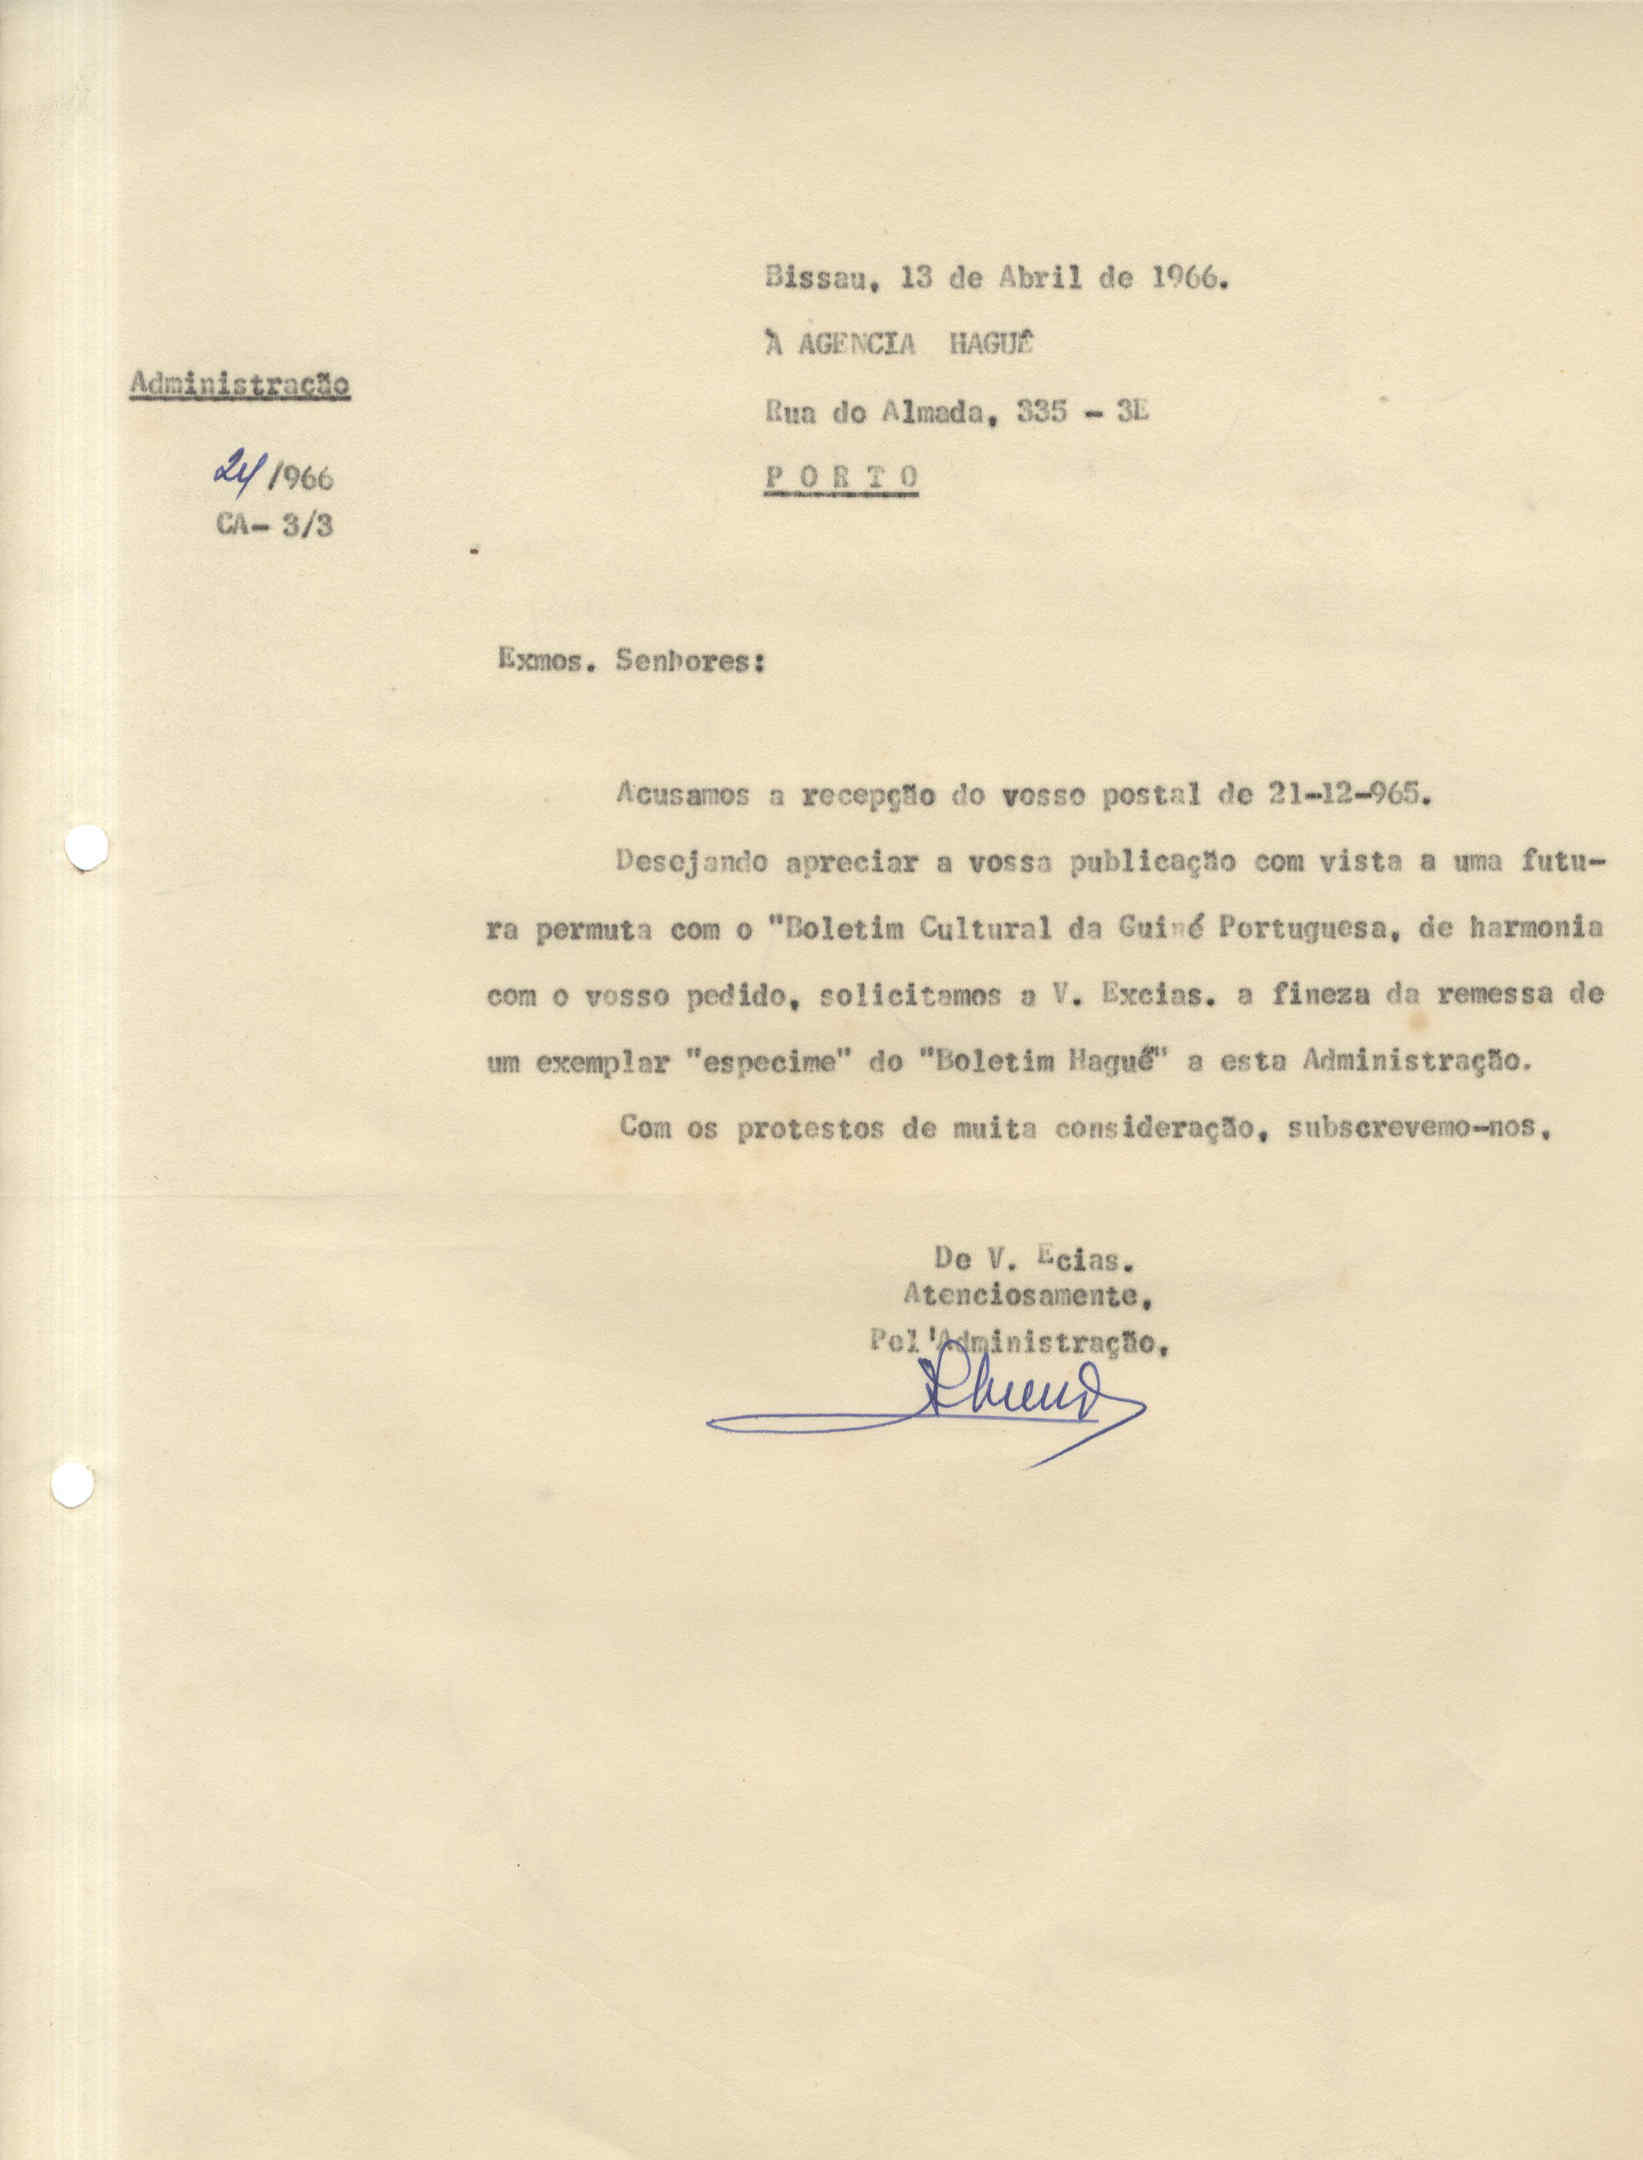 Bissau, 13 de Abril de 1966.
À AGENCIA HAGUÊ
Administração
Rua do Almada, 335 - 3E
24/966
PORTO
CA- 3/3
Exmos. Senhores:
Acusamos a recepção do vosso postal de 21-12-965.
Desejando apreciar a vossa publicação com vista a uma futu-
ra permuta com o "Boletim Cultural da Guiné Portuguesa, de harmonia
com o vosso pedido, solicitamos a V. Excias. a fineza da remessa de
um exemplar "especime" do "Boletim Haguê" a esta Administração.
Com os protestos de muita consideração, subscrevemo-nos,
De V. Ecias.
Atenciosamente,
Pel'Administração,